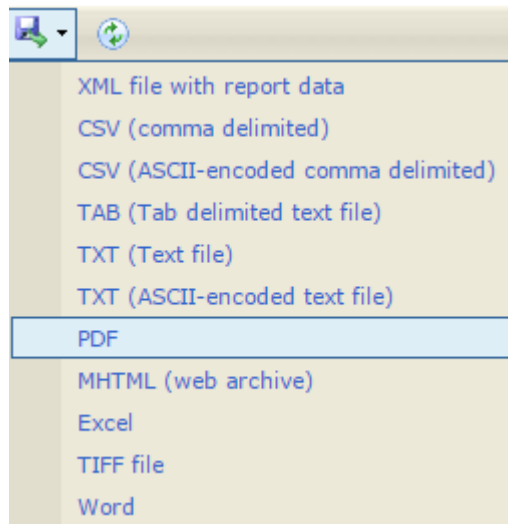 XML file with report data
CSV (comma delimited)
CSV (ASCII-encoded comma delimited)
TAB (Tab delimited text file)
TXT (Text file)
TXT (ASCII-encoded text file)
PDF
MHTML (web archive)
Excel
TIFF file
Word